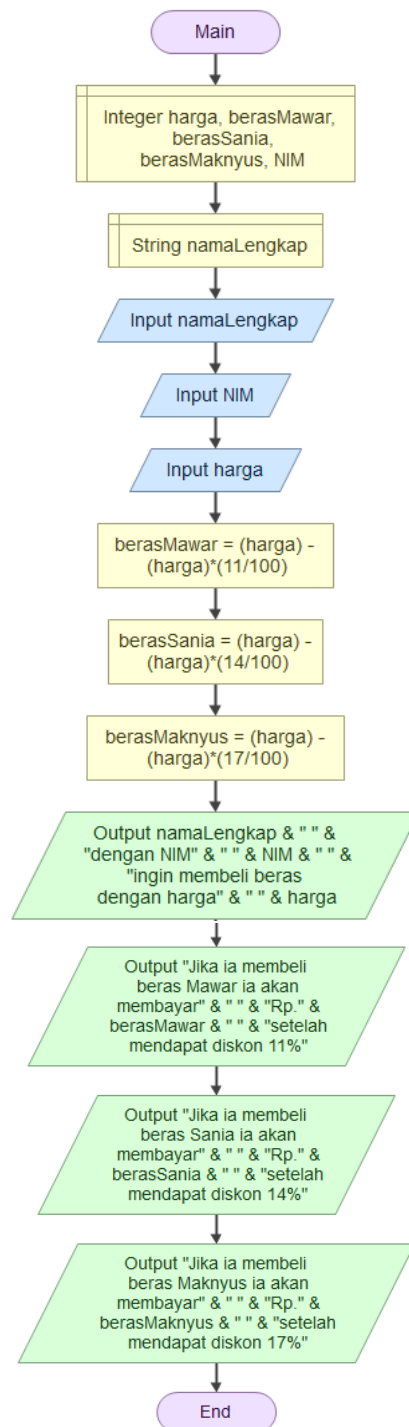 Main
Integer harga, berasMawar,
berasSania,
berasMaknyus, NIM
String namaLengkap
Input namaLengkap
Input NIM
Input harga
berasMawar = (harga) -
(harga)*(11/100)
berasSania = (harga) -
(harga)*(14/100)
berasMaknyus = (harga) -
(harga)*(17/100)
Output namaLengkap & " " &
"dengan NIM" & " " & NIM & " " &
"ingin membeli beras
dengan harga" & " " & harga
Output "Jika ia membeli
beras Mawar ia akan
membayar" & " " & "Rp." &
berasMawar & " " & "setelah
mendapat diskon 11%"
Output "Jika ia membeli
beras Sania ia akan
membayar" & " " & "Rp." &
berasSania & " " & "setelah
mendapat diskon 14%"
Output "Jika ia membeli
beras Maknyus ia akan
membayar" & " " & "Rp." &
berasMaknyus & " " & "setelah
mendapat diskon 17%"
End